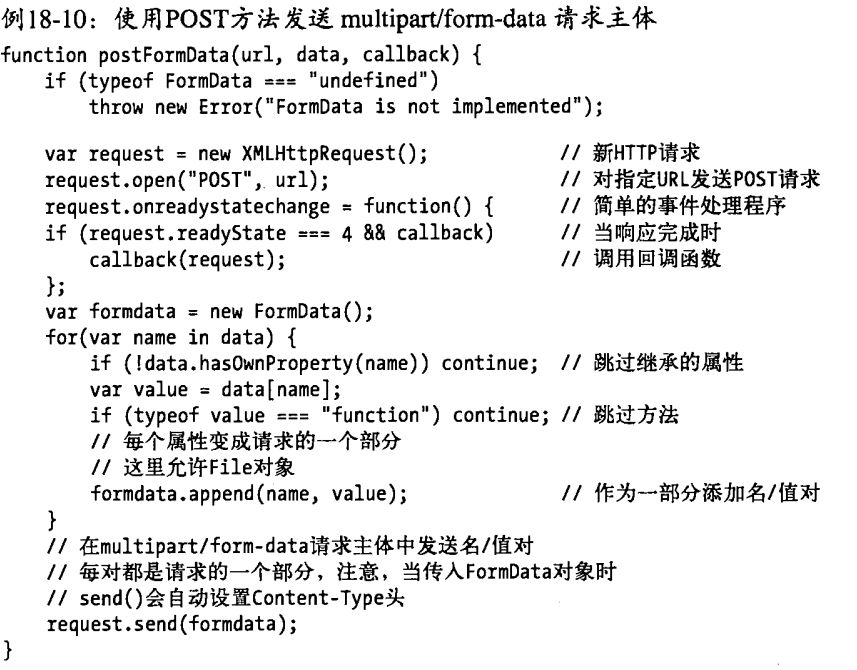 例18-10：使用POST方法发送 multipart/form-data 请求主体
function postFormData(url, data, callback) {
    if (typeof FormData === "undefined")
        throw new Error("FormData is not implemented");
    var request = new XMLHttpRequest();            // 新HTTP请求
    request.open("POST", url);                     // 对指定URL发送POST请求
    request.onreadystatechange = function() {      // 简单的事件处理程序
    if (request.readyState === 4 && callback)      // 当响应完成时
        callback(request);                         // 调用回调函数
    };
    var formdata = new FormData();
    for(var name in data) {
        if (!data.hasOwnProperty(name)) continue;  // 跳过继承的属性
        var value = data[name];
        if (typeof value === "function") continue; // 跳过方法
        // 每个属性变成请求的一个部分
        // 这里允许File对象
        formdata.append(name, value);              // 作为一部分添加名/值对
    }
    // 在multipart/form-data请求主体中发送名/值对
    // 每对都是请求的一个部分，注意，当传入FormData对象时
    // send()会自动设置Content-Type头
    request.send(formdata);
}